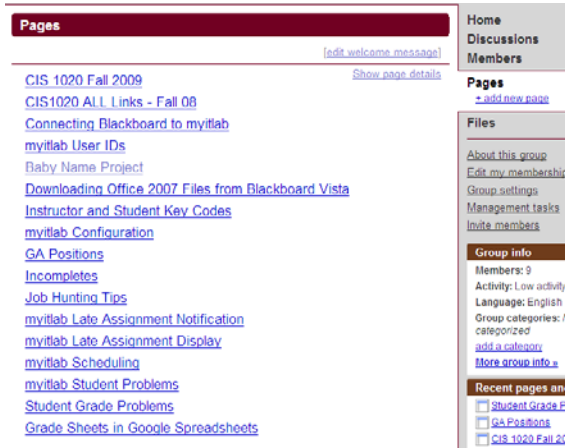 Pages
[edit welcome message]
Show page details
CIS 1020 Fall 2009
CIS1020 ALL Links - Fall 08
Connecting Blackboard to myitlab
myitlab User IDs
Baby Name Project
Downloading Office 2007 Files from Blackboard Vista
Instructor and Student Key Codes
myitlab Configuration
GA Positions
Incompletes
Job Hunting Tips
myitlab Late Assignment Notification
myitlab Late Assignment Display
myitlab Scheduling
myitlab Student Problems
Student Grade Problems
Grade Sheets in Google Spreadsheets
Home
Discussions
Members
Pages
+ add new page
Files
About this group
Edit my membership
Group settings
Management tasks
Invite members
Group info
Members: 9
Activity: Low activity
Language: English
Group categories:
categorized
add a category
More group info »
Recent pages
Student Grade
GA Positions
CIS 1020 Fall